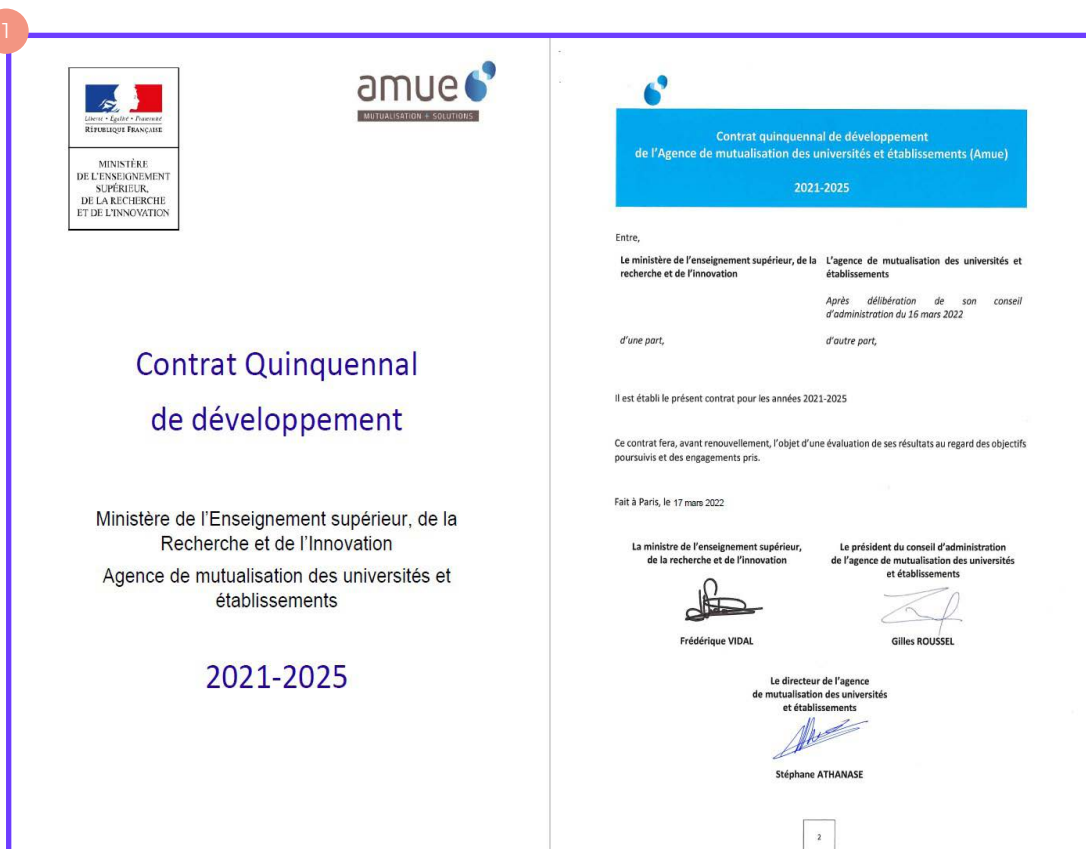 1
Liberté • Égalité • Fraternité
RÉPUBLIQUE FRANÇAISE
MINISTÈRE
DE L'ENSEIGNEMENT
SUPÉRIEUR,
DE LA RECHERCHE
ET DE L'INNOVATION
amue
MUTUALISATION + SOLUTIONS
Contrat Quinquennal
de développement
Ministère de l'Enseignement supérieur, de la
Recherche et de l'Innovation
Agence de mutualisation des universités et
établissements
2021-2025
Contrat quinquennal de développement
de l'Agence de mutualisation des universités et établissements (Amue)
2021-2025
Entre,
Le ministère de l'enseignement supérieur, de la
recherche et de l'innovation
L'agence de mutualisation des universités et
établissements
Après délibération de son conseil
d'administration du 16 mars 2022
d'une part,
d'autre part,
Il est établi le présent contrat pour les années 2021-2025
Ce contrat fera, avant renouvellement, l'objet d'une évaluation de ses résultats au regard des objectifs
poursuivis et des engagements pris.
Fait à Paris, le 17 mars 2022
La ministre de l'enseignement supérieur,
de la recherche et de l'innovation
Frédérique VIDAL
Le président du conseil d'administration
de l'agence de mutualisation des universités
et établissements
Gilles ROUSSEL
Le directeur de l'agence
de mutualisation des universités
et établissements
Stéphane ATHANASE
2